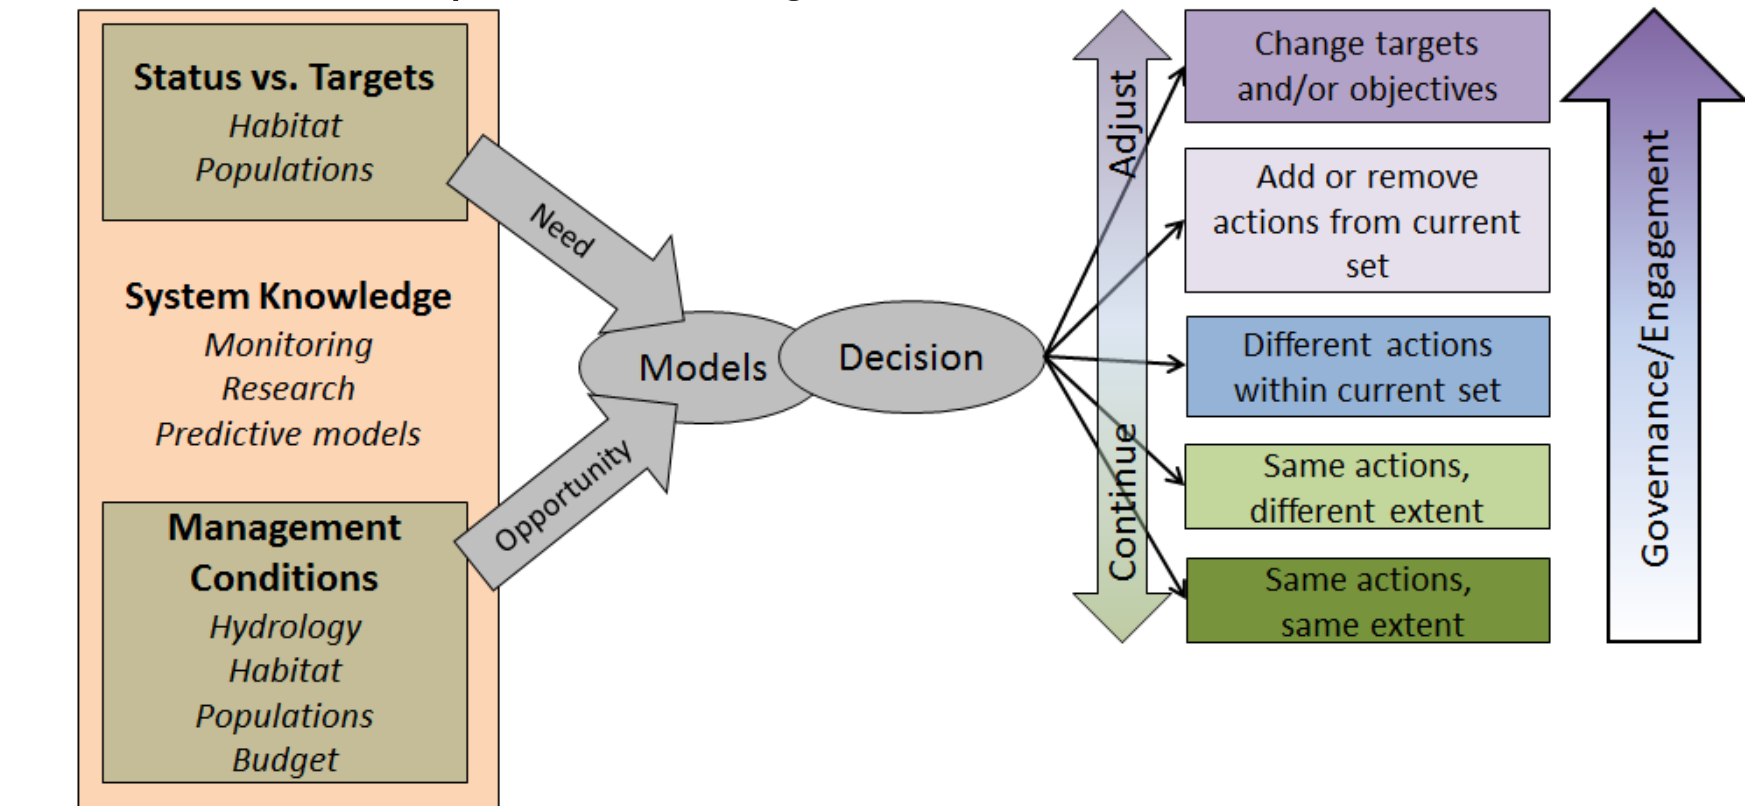 Status vs. Targets
Habitat
Populations
System Knowledge
Monitoring
Research
Predictive models
Management
Conditions
Hydrology
Habitat
Populations
Budget
Need
Opportunity
Models
Decision
Adjust
Continue
Change targets
and/or objectives
Add or remove
actions from current
set
Different actions
within current set
Same actions,
different extent
Same actions,
same extent
Governance/Engagement